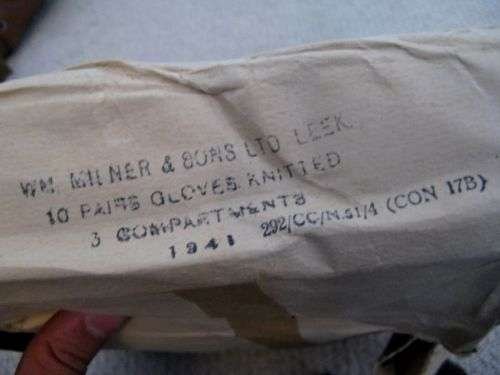 WM. MILNER & SONS LTD LEEK.
10 PAIRS GLOVES KNITTED
3 COMPARTMENTS
1941 292/CC/N.51/4 (CON 17B)